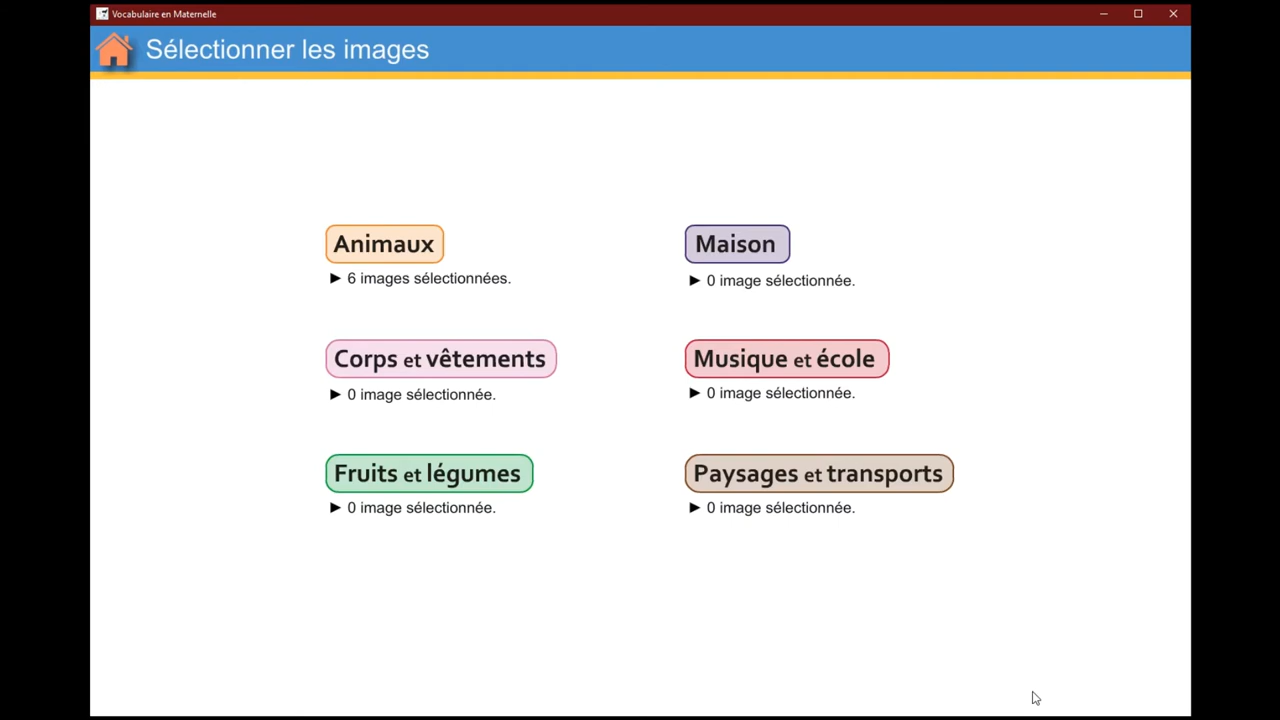 Vocabulaire en Maternelle
Sélectionner les images
Animaux
► 6 images sélectionnées.
Maison
► 0 image sélectionnée.
Corps et vêtements
► 0 image sélectionnée.
Musique et école
► 0 image sélectionnée.
Fruits et légumes
► 0 image sélectionnée.
Paysages et transports
► 0 image sélectionnée.